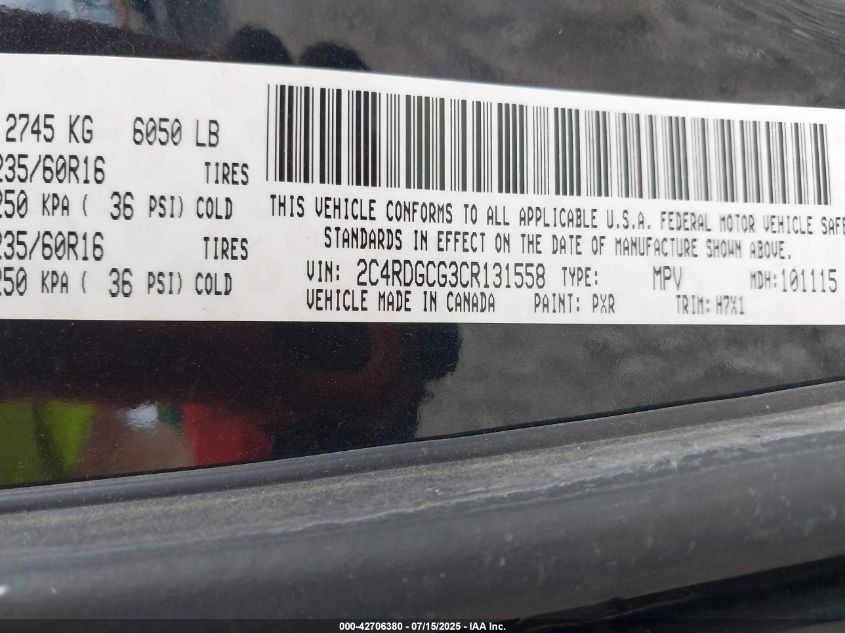 2745 KG 6050 LB
235/60R16 TIRES
250 KPA ( 36 PSI) COLD
235/60R16 TIRES
250 KPA ( 36 PSI) COLD
THIS VEHICLE CONFORMS TO ALL APPLICABLE U.S.A. FEDERAL MOTOR VEHICLE SAFE
STANDARDS IN EFFECT ON THE DATE OF MANUFACTURE SHOWN ABOVE.
VIN: 2C4RDGCG3CR131558 TYPE: MPV MDH:101115
VEHICLE MADE IN CANADA PAINT: PXR TRIM: H7X1
000-42706380 - 07/15/2025 - IAA Inc.